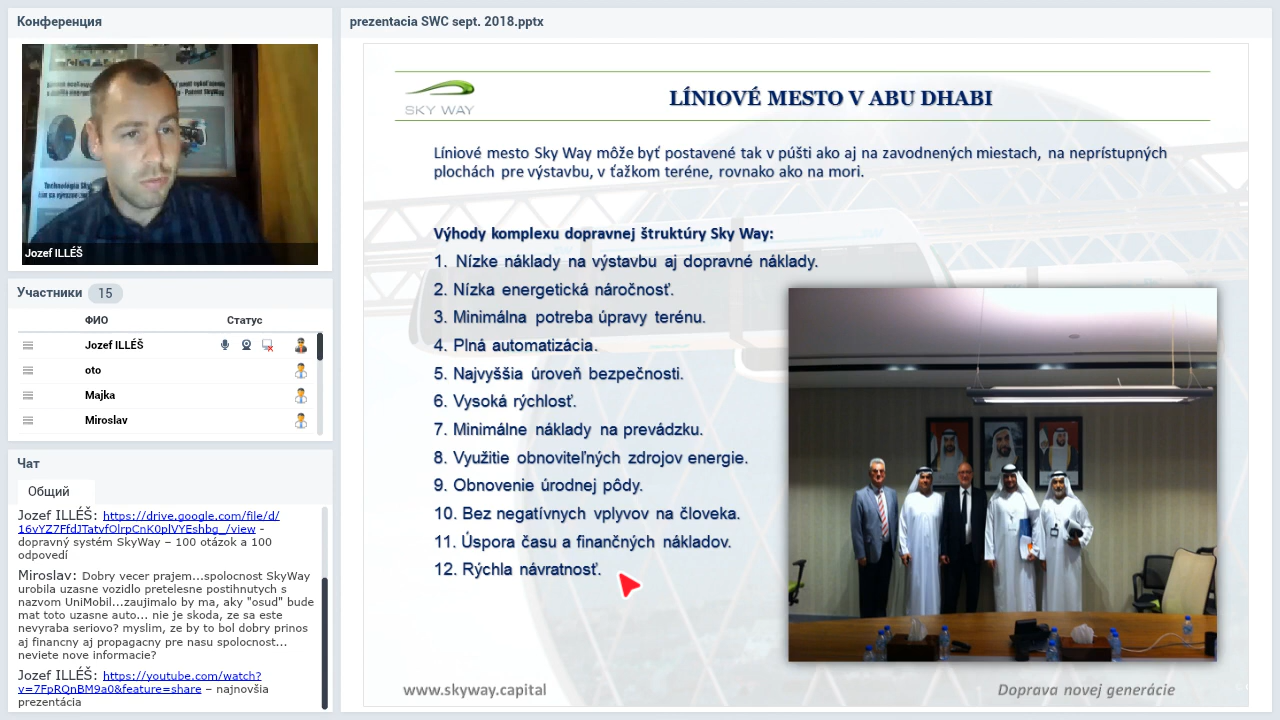 Конференция
Jozef ILLÉŠ
Участники 15
ФИО Статус
Jozef ILLÉŠ
oto
Majka
Miroslav
Чат
Общий
Jozef ILLÉŠ: https://drive.google.com/file/d/
16vYZ7FfdJTatvfOlrpCnK0plVYEshbg_/view –
dopravný systém SkyWay – 100 otázok a 100
odpovedí
Miroslav: Dobry vecer prajem...spolocnost SkyWay
urobila uzasne vozidlo pretelesne postihnutych s
nazvom UniMobil...zaujimalo by ma, aky "osud" bude
mat toto uzasne auto... nie je skoda, ze sa este
nevyraba seriovo? myslim, ze by to bol dobry prinos
aj financny aj propagacny pre nasu spolocnost...
neviete nove informacie?
Jozef ILLÉŠ: https://youtube.com/watch?
v=7FpRQnBM9a0&feature=share – najnovšia
prezentácia
prezentacia SWC sept. 2018.pptx
SKY WAY
LÍNIOVÉ MESTO V ABU DHABI
Líniové mesto Sky Way môže byť postavené tak v púšti ako aj na zavodnených miestach, na neprístupných
plochách pre výstavbu, v ťažkom teréne, rovnako ako na mori.
Výhody komplexu dopravnej štruktúry Sky Way:
1. Nízke náklady na výstavbu aj dopravné náklady.
2. Nízka energetická náročnosť.
3. Minimálna potreba úpravy terénu.
4. Plná automatizácia.
5. Najvyššia úroveň bezpečnosti.
6. Vysoká rýchlosť.
7. Minimálne náklady na prevádzku.
8. Využitie obnoviteľných zdrojov energie.
9. Obnovenie úrodnej pôdy.
10. Bez negatívnych vplyvov na človeka.
11. Úspora času a finančných nákladov.
12. Rýchla návratnosť.
www.skyway.capital
Doprava novej generácie